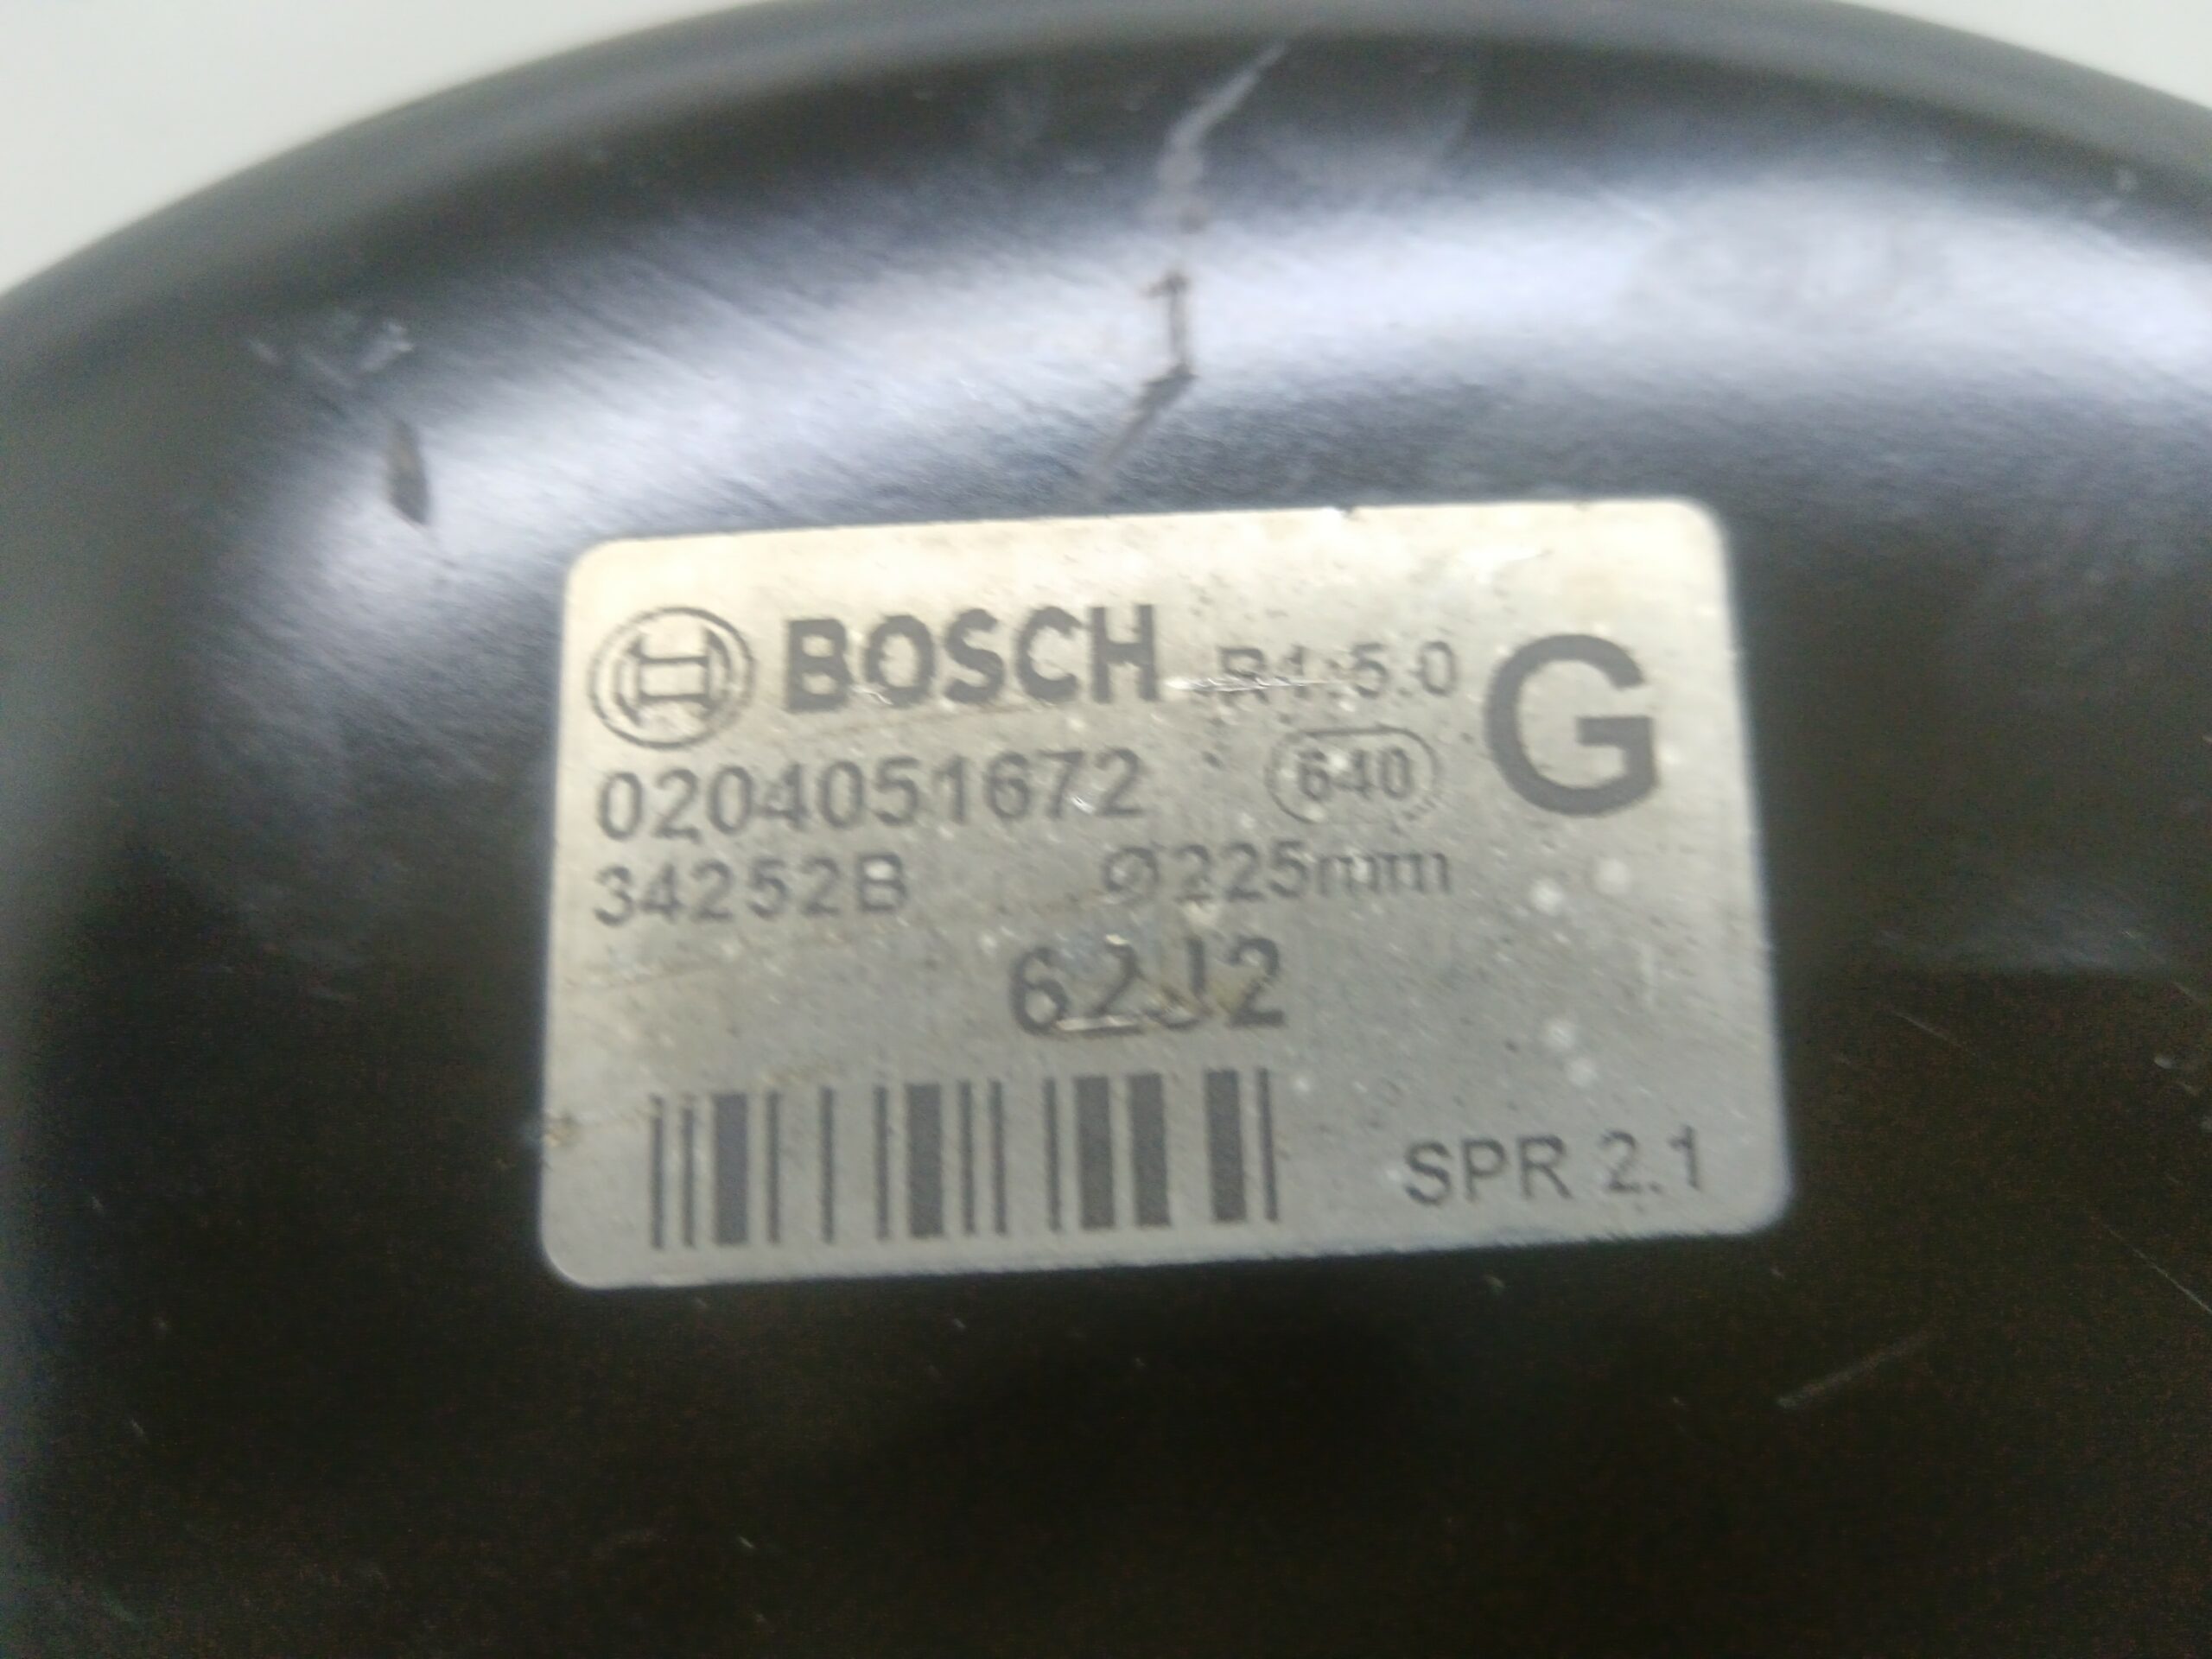 BOSCH R1:5.0 G
0204051672 640
34252B Ø225mm
62J2
SPR 2.1